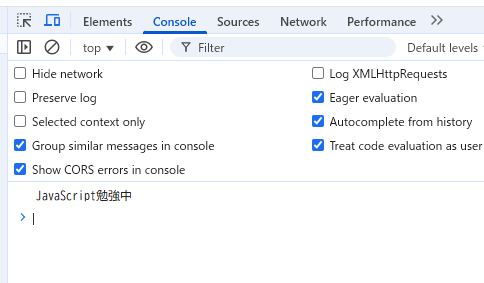 Elements Console Sources Network Performance
top Filter Default levels
Hide network Log XMLHttpRequests
Preserve log Eager evaluation
Selected context only Autocomplete from history
Group similar messages in console Treat code evaluation as user
Show CORS errors in console
JavaScript勉強中